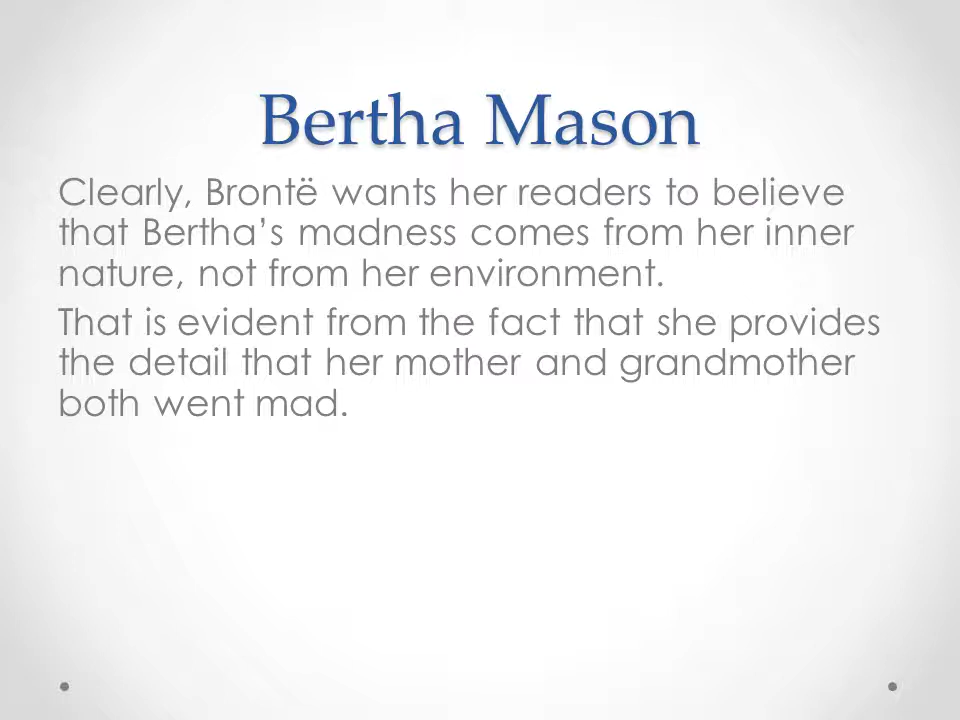 Bertha Mason
Clearly, Brontë wants her readers to believe
that Bertha’s madness comes from her inner
nature, not from her environment.
That is evident from the fact that she provides
the detail that her mother and grandmother
both went mad.